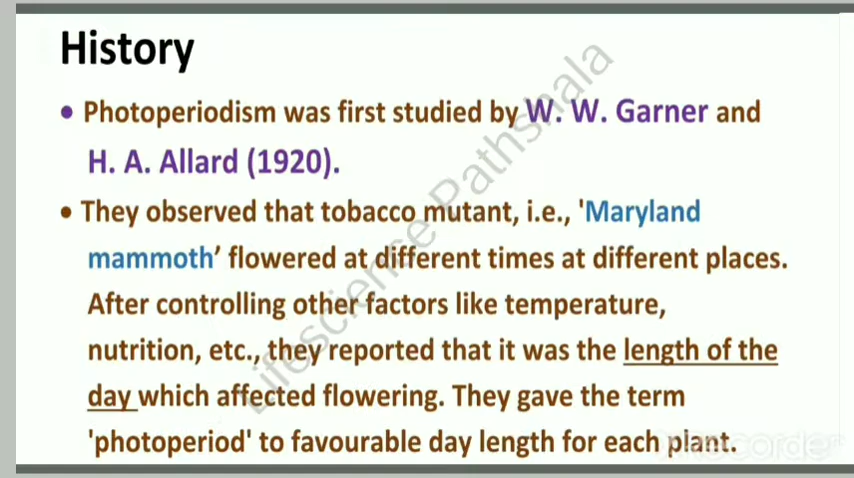 History
• Photoperiodism was first studied by W. W. Garner and
H. A. Allard (1920).
• They observed that tobacco mutant, i.e., 'Maryland
mammoth’ flowered at different times at different places.
After controlling other factors like temperature,
nutrition, etc., they reported that it was the length of the
day which affected flowering. They gave the term
'photoperiod' to favourable day length for each plant.
Lifescience Pathshala